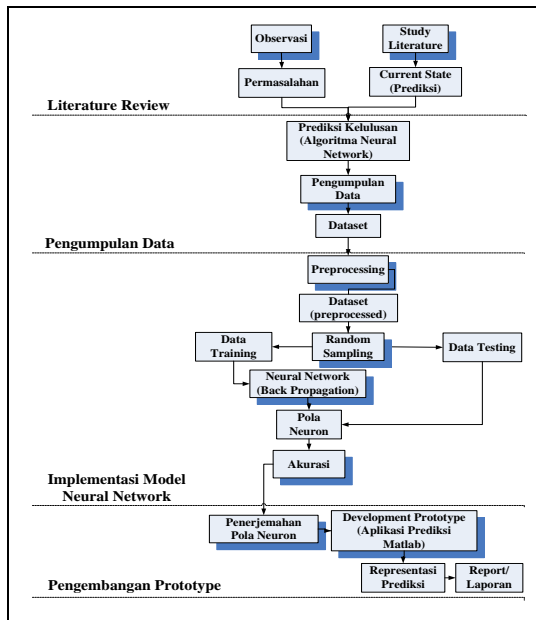 Observasi
Study
Literature
Permasalahan
Current State
(Prediksi)
Literature Review
Prediksi Kelulusan
(Algoritma Neural
Network)
Pengumpulan
Data
Dataset
Pengumpulan Data
Preprocessing
Dataset
(preprocessed)
Data
Training
Random
Sampling
Data Testing
Neural Network
(Back Propagation)
Pola
Neuron
Akurasi
Implementasi Model
Neural Network
Penerjemahan
Pola Neuron
Development Prototype
(Aplikasi Prediksi
Matlab)
Representasi
Prediksi
Report/
Laporan
Pengembangan Prototype